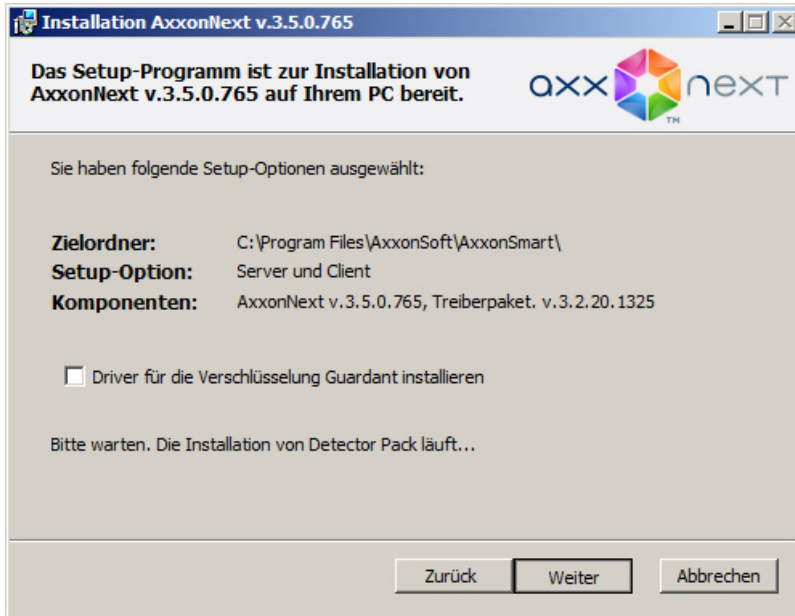 Installation AxxonNext v.3.5.0.765
Das Setup-Programm ist zur Installation von
AxxonNext v.3.5.0.765 auf Ihrem PC bereit.
axx next
TM
Sie haben folgende Setup-Optionen ausgewählt:
Zielordner: C:\Program Files\AxxonSoft\AxxonSmart\
Setup-Option: Server und Client
Komponenten: AxxonNext v.3.5.0.765, Treiberpaket. v.3.2.20.1325
Driver für die Verschlüsselung Guardant installieren
Bitte warten. Die Installation von Detector Pack läuft...
Zurück Weiter Abbrechen